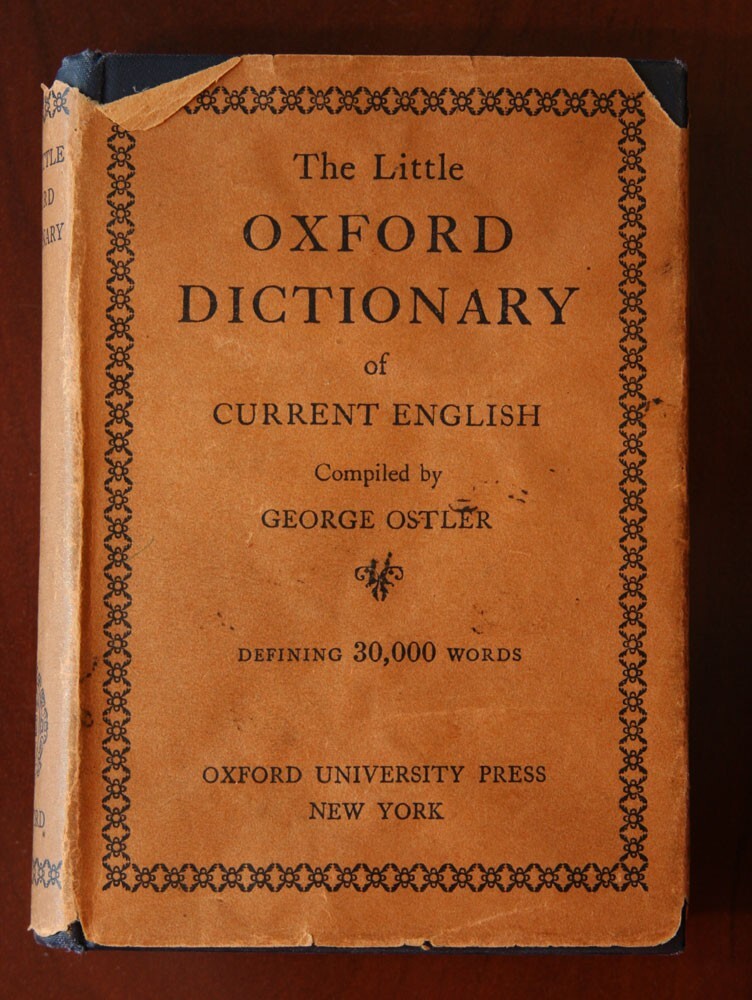 The Little
OXFORD
DICTIONARY
of
CURRENT ENGLISH
Compiled by
GEORGE OSTLER
DEFINING 30,000 WORDS
OXFORD UNIVERSITY PRESS
NEW YORK